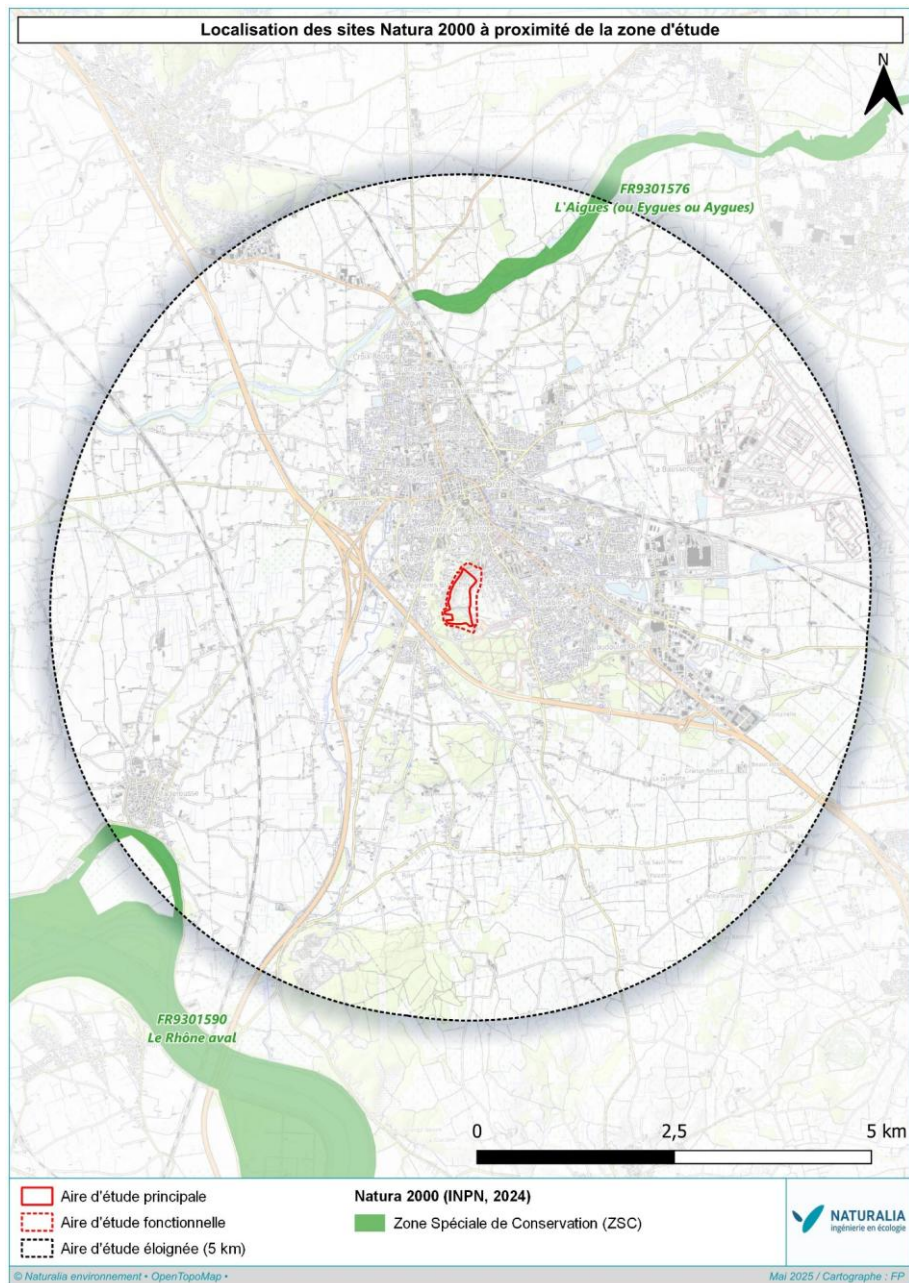 Localisation des sites Natura 2000 à proximité de la zone d'étude
N
FR9301576
L'Aigues (ou Eygues ou Aygues)
FR9301590
Le Rhône aval
0 2,5 5 km
Aire d'étude principale
Aire d'étude fonctionnelle
Aire d'étude éloignée (5 km)
Natura 2000 (INPN, 2024)
Zone Spéciale de Conservation (ZSC)
NATURALIA
ingénierie en écologie
© Naturalia environnement • OpenTopoMap •
Mai 2025 / Cartographe : FP